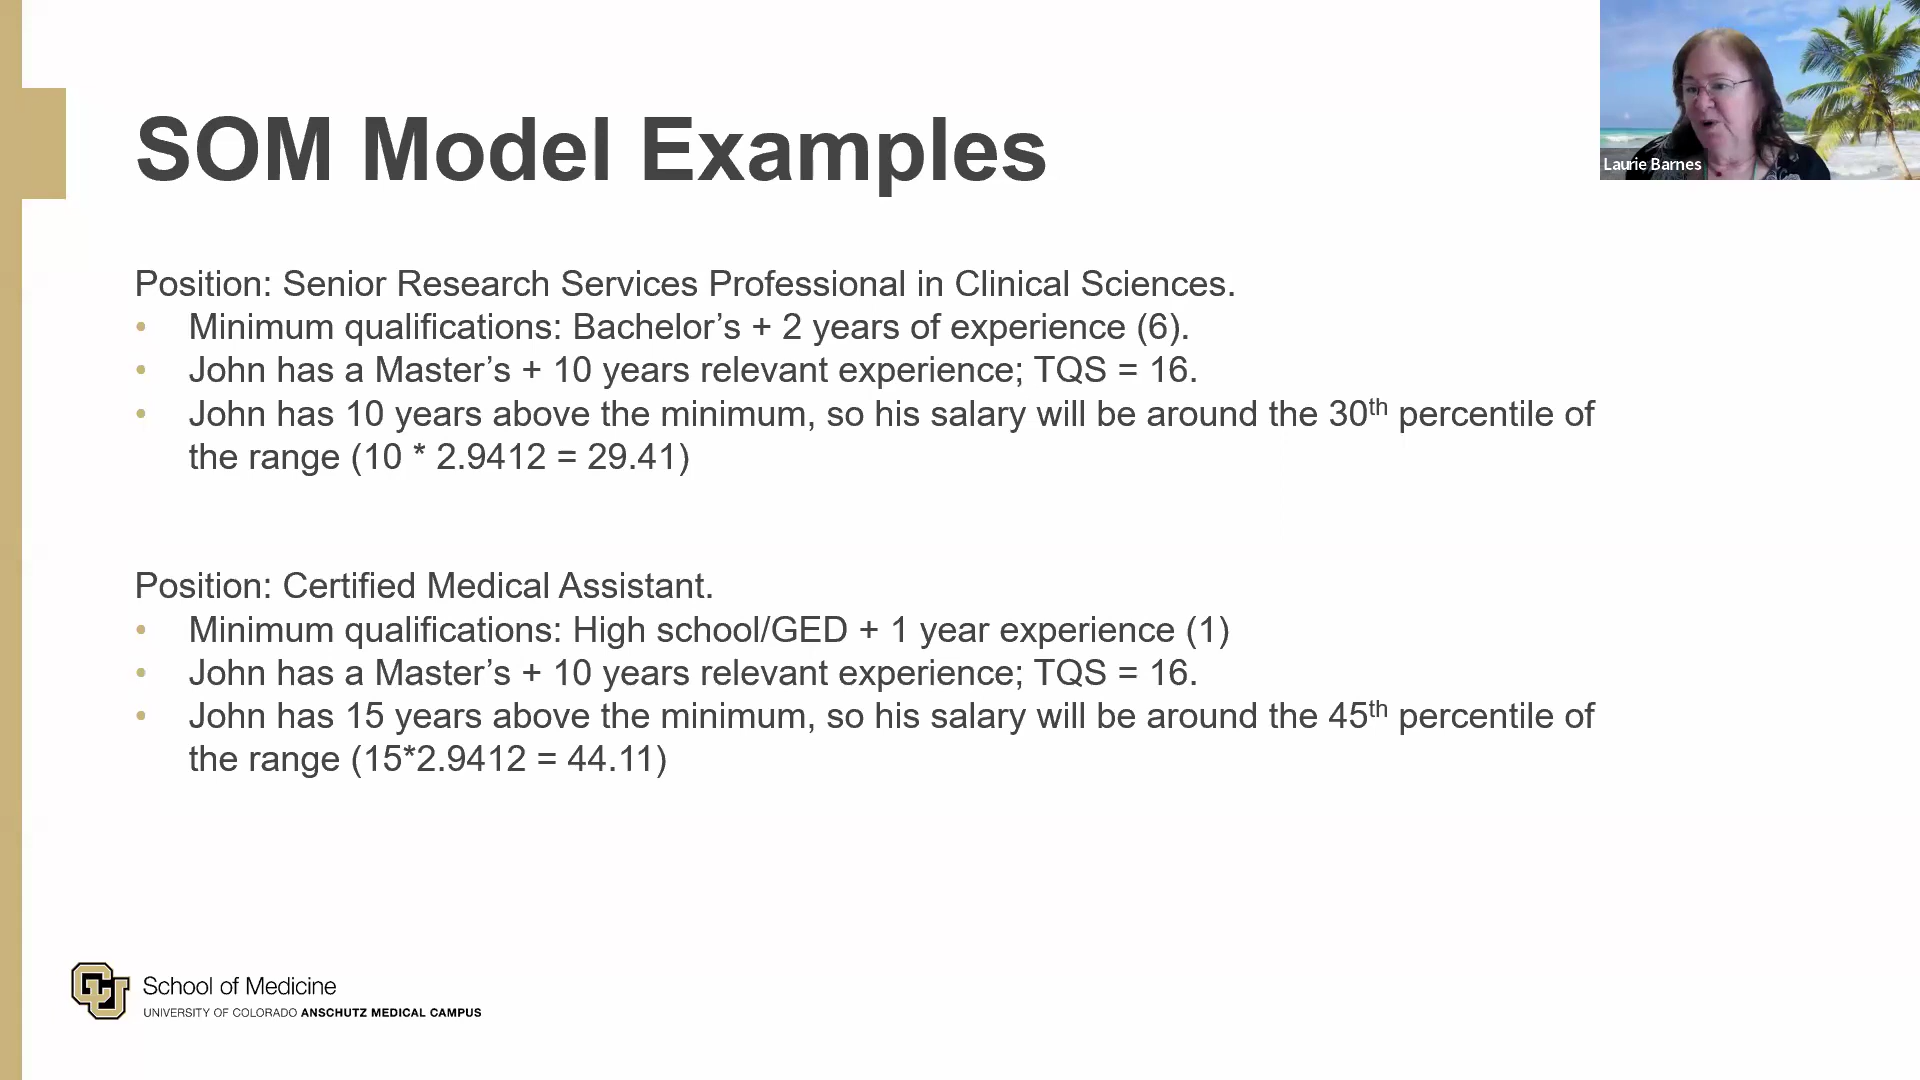 SOM Model Examples
Laurie Barnes
Position: Senior Research Services Professional in Clinical Sciences.
• Minimum qualifications: Bachelor’s + 2 years of experience (6).
• John has a Master’s + 10 years relevant experience; TQS = 16.
• John has 10 years above the minimum, so his salary will be around the 30th percentile of
the range (10 * 2.9412 = 29.41)
Position: Certified Medical Assistant.
• Minimum qualifications: High school/GED + 1 year experience (1)
• John has a Master’s + 10 years relevant experience; TQS = 16.
• John has 15 years above the minimum, so his salary will be around the 45th percentile of
the range (15*2.9412 = 44.11)
CU
School of Medicine
UNIVERSITY OF COLORADO ANSCHUTZ MEDICAL CAMPUS